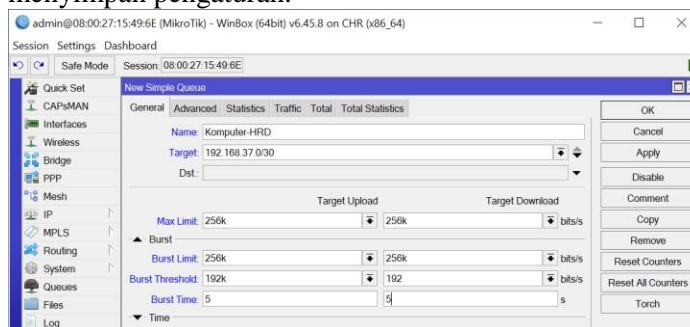 menyimpan pengaturan.
admin@08:00:27:15:49:6E (MikroTik) - WinBox (64bit) v6.45.8 on CHR (x86_64)
Session Settings Dashboard
Safe Mode Session: 08:00:27:15:49:6E
Quick Set
CAPsMAN
Interfaces
Wireless
Bridge
PPP
Mesh
IP
MPLS
Routing
System
Queues
Files
Log
New Simple Queue
General Advanced Statistics Traffic Total Total Statistics
Name: Komputer-HRD
Target: 192.168.37.0/30
Dst.:
Target Upload Target Download
Max Limit: 256k 256k bits/s
Burst
Burst Limit: 256k 256k bits/s
Burst Threshold: 192k 192 bits/s
Burst Time: 5 5 s
Time
OK
Cancel
Apply
Disable
Comment
Copy
Remove
Reset Counters
Reset All Counters
Torch